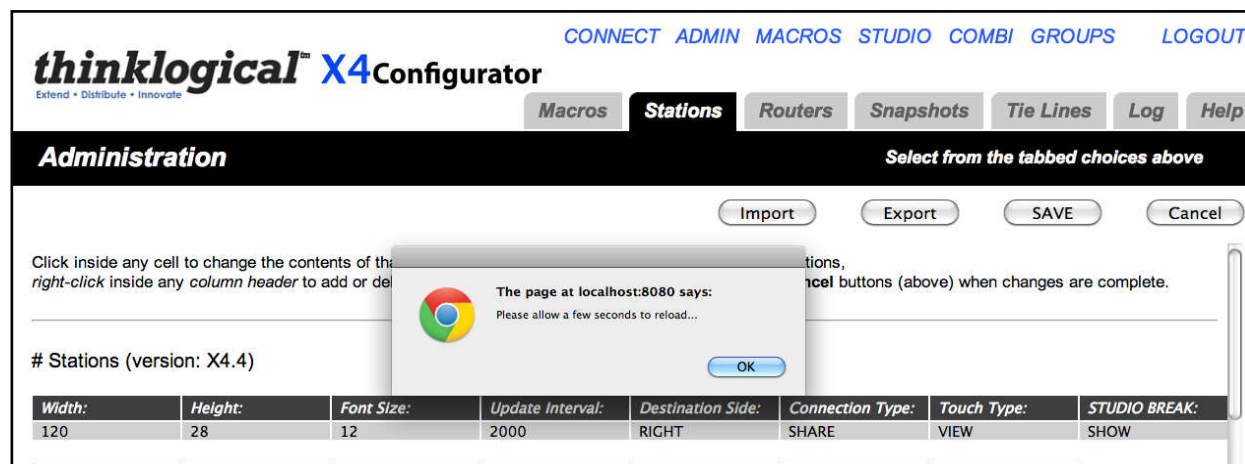 CONNECT ADMIN MACROS STUDIO COMBI GROUPS LOGOUT
thinklogical™ X4Configurator
Extend • Distribute • Innovate
Macros Stations Routers Snapshots Tie Lines Log Help
Administration Select from the tabbed choices above
Import Export SAVE Cancel
Click inside any cell to change the contents of tha tions,
right-click inside any column header to add or del ncel buttons (above) when changes are complete.
The page at localhost:8080 says:
Please allow a few seconds to reload...
OK
# Stations (version: X4.4)
Width: Height: Font Size: Update Interval: Destination Side: Connection Type: Touch Type: STUDIO BREAK:
120 28 12 2000 RIGHT SHARE VIEW SHOW